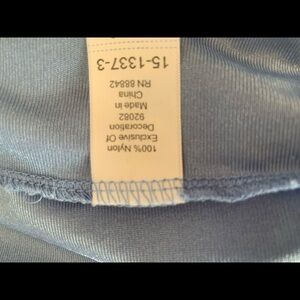 100% Nylon
Exclusive Of
Decoration
92082
Made in
China
RN 88842
15-1337-3